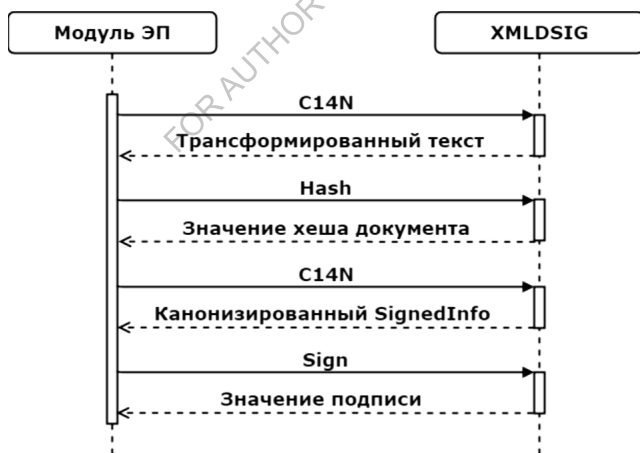 Модуль ЭП
XMLDSIG
FOR AUTHOR
C14N
Трансформированный текст
Hash
Значение хеша документа
C14N
Канонизированный SignedInfo
Sign
Значение подписи